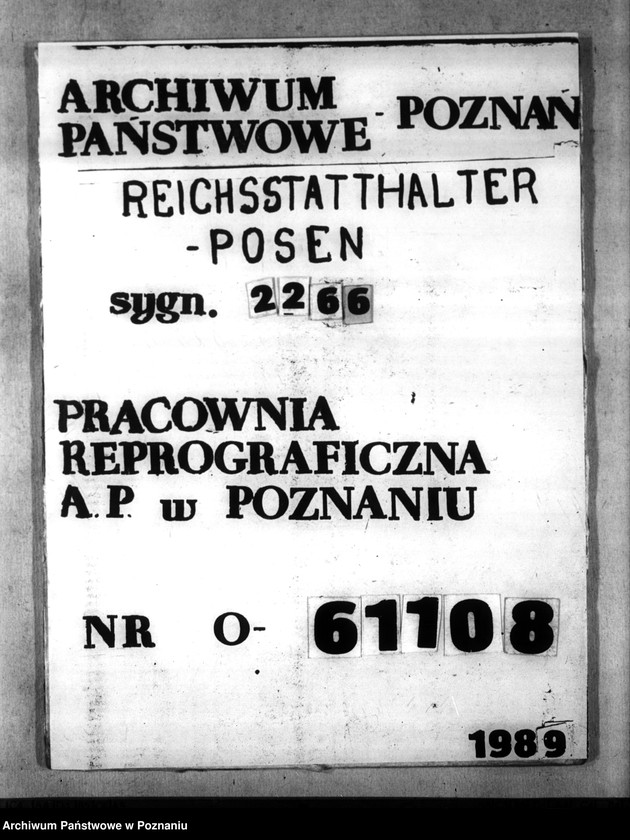 ARCHIWUM
PAŃSTWOWE - POZNAŃ
REICHSSTATTHALTER
-POSEN
sygn. 2266
PRACOWNIA
REPROGRAFICZNA
A.P. w POZNANIU
NR O- 61108
1989
Archiwum Państwowe w Poznaniu